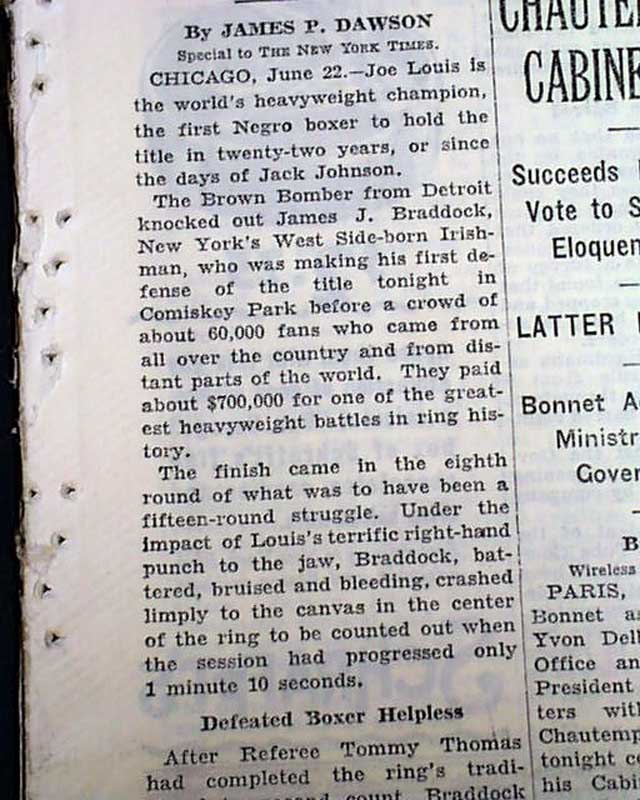 By JAMES P. DAWSON
Special to THE NEW YORK TIMES.
CHICAGO, June 22.—Joe Louis is
the world's heavyweight champion,
the first Negro boxer to hold the
title in twenty-two years, or since
the days of Jack Johnson.
The Brown Bomber from Detroit
knocked out James J. Braddock,
New York's West Side-born Irish-
man, who was making his first de-
fense of the title tonight in
Comiskey Park before a crowd of
about 60,000 fans who came from
all over the country and from dis-
tant parts of the world. They paid
about $700,000 for one of the great-
est heavyweight battles in ring his-
tory.
The finish came in the eighth
round of what was to have been a
fifteen-round struggle. Under the
impact of Louis's terrific right-hand
punch to the jaw, Braddock, bat-
tered, bruised and bleeding, crashed
limply to the canvas in the center
of the ring to be counted out when
the session had progressed only
1 minute 10 seconds.
Defeated Boxer Helpless
After Referee Tommy Thomas
had completed the ring's tradi-
second count, Braddock
CHAUTE
CABINE
Succeeds
Vote to S
Eloquen
LATTER
Bonnet A
Ministr
Gover
B
Wireless
PARIS,
Bonnet as
Yvon Delb
Office an
President
ters with
Chautemp
tonight co
his Cabi